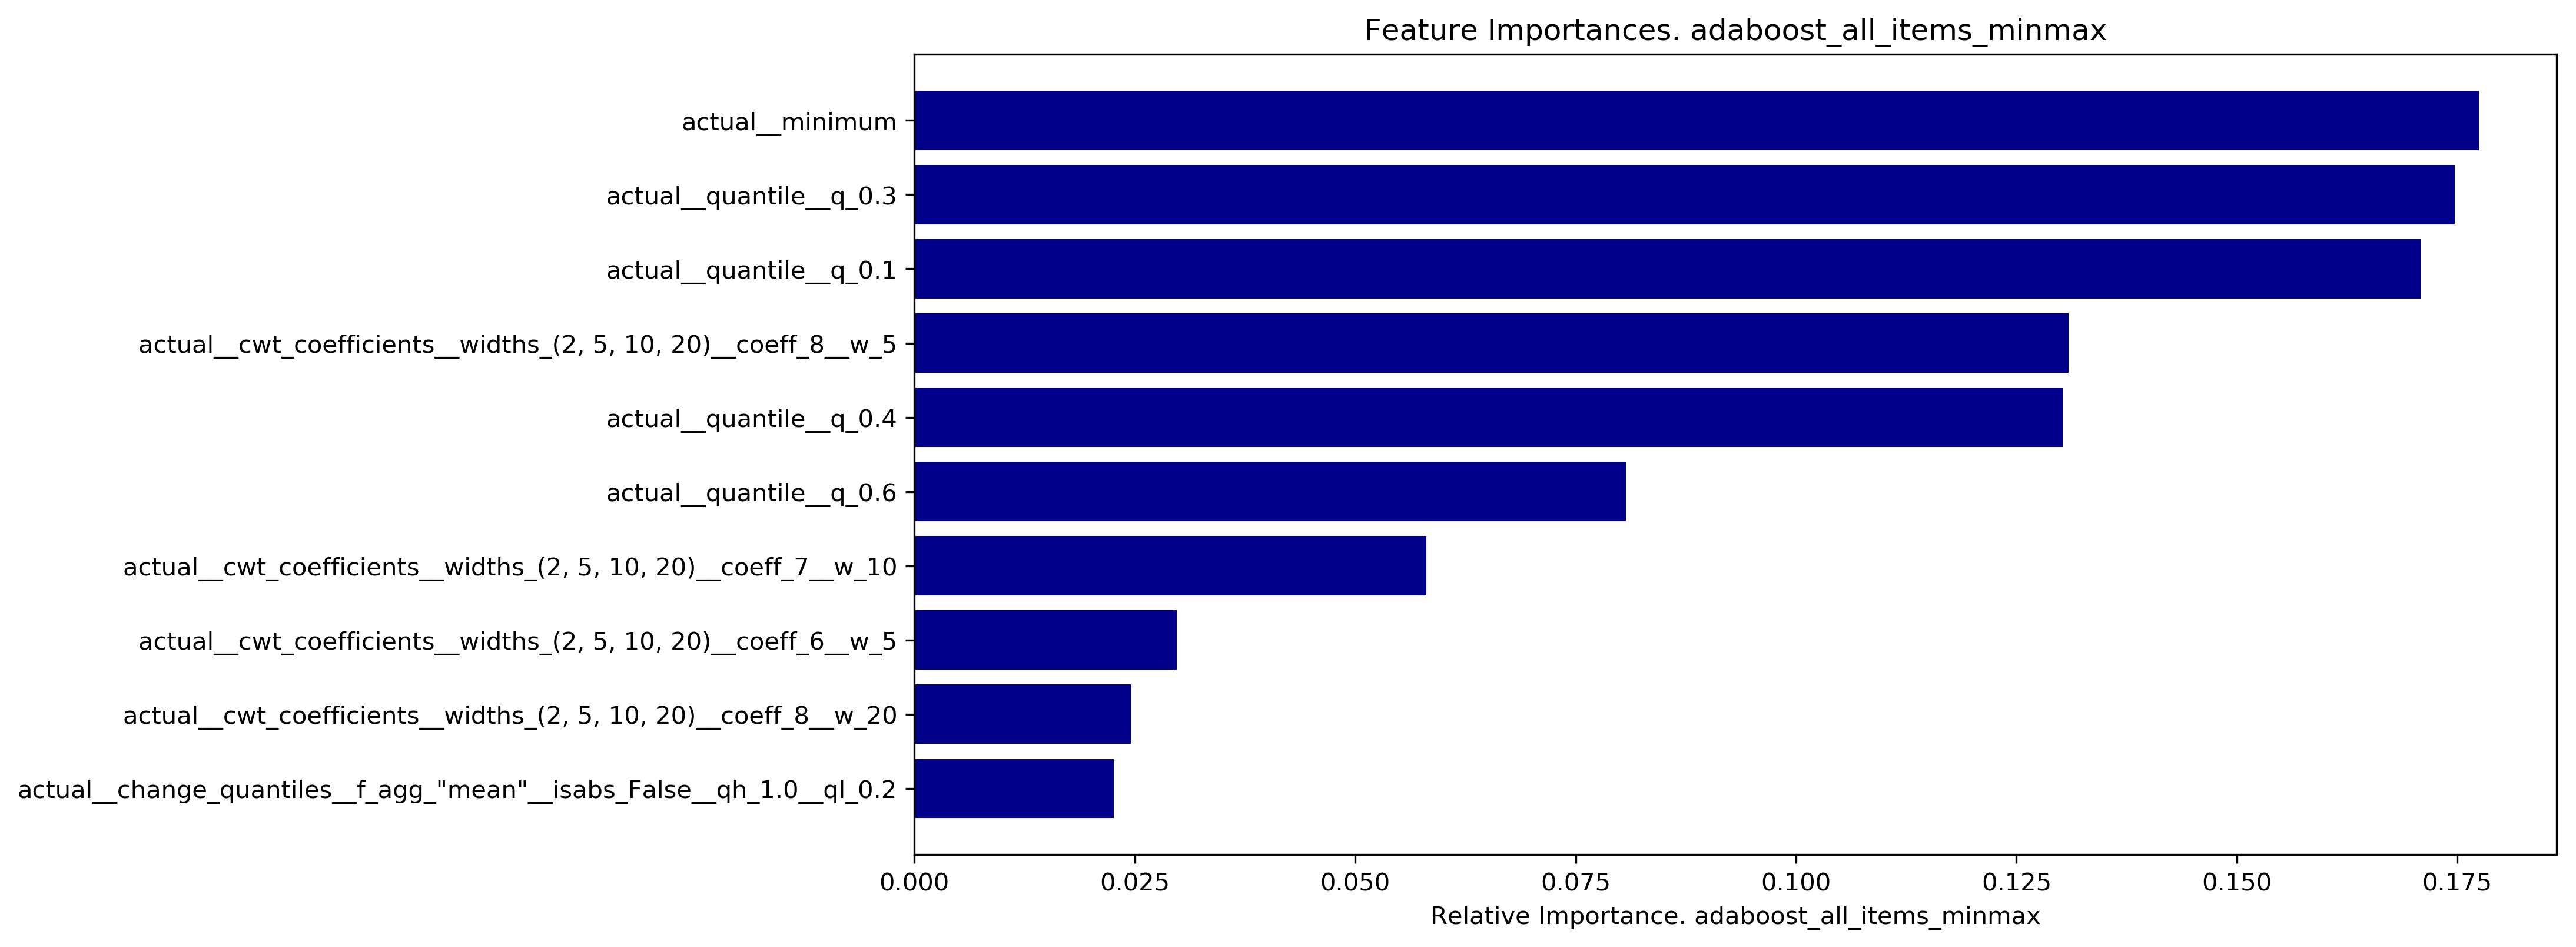 Feature Importances. adaboost_all_items_minmax
actual__minimum
actual__quantile__q_0.3
actual__quantile__q_0.1
actual__cwt_coefficients__widths_(2, 5, 10, 20)__coeff_8__w_5
actual__quantile__q_0.4
actual__quantile__q_0.6
actual__cwt_coefficients__widths_(2, 5, 10, 20)__coeff_7__w_10
actual__cwt_coefficients__widths_(2, 5, 10, 20)__coeff_6__w_5
actual__cwt_coefficients__widths_(2, 5, 10, 20)__coeff_8__w_20
actual__change_quantiles__f_agg_"mean"__isabs_False__qh_1.0__ql_0.2
0.000 0.025 0.050 0.075 0.100 0.125 0.150 0.175
Relative Importance. adaboost_all_items_minmax